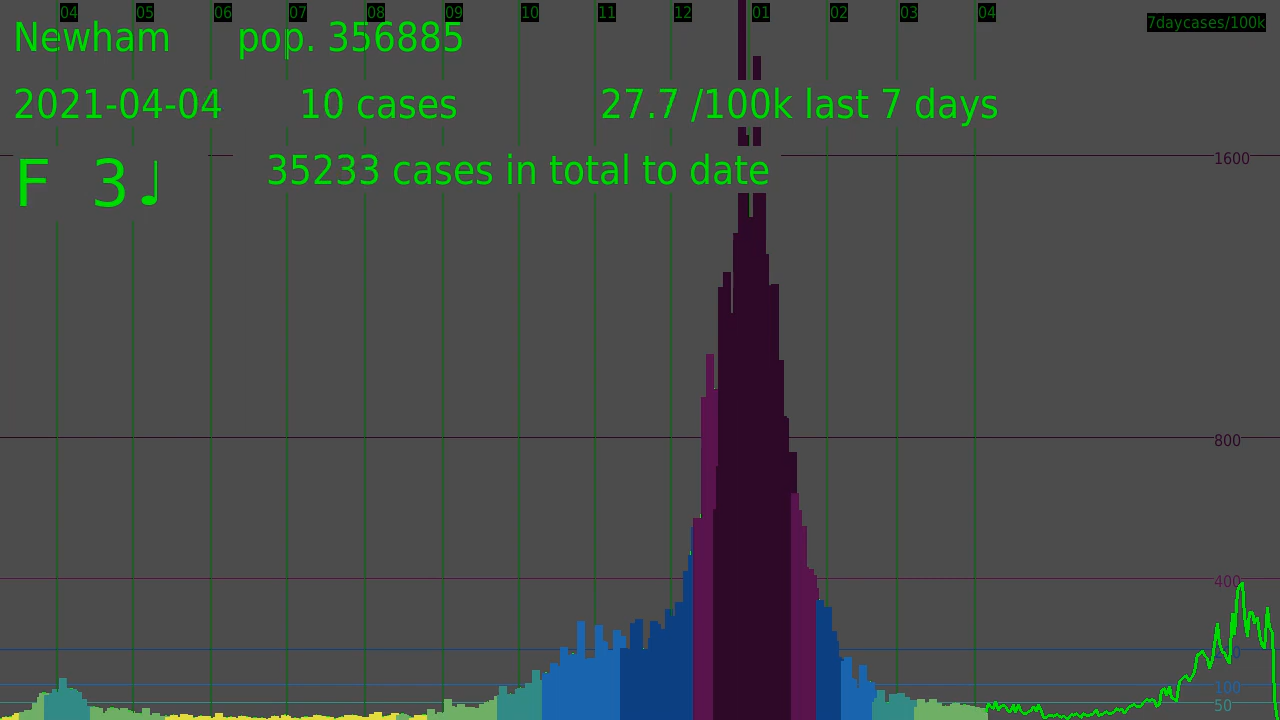 04 05 06 07 08 09 10 11 12 01 02 03 04
7daycases/100k
Newham pop. 356885
2021-04-04 10 cases 27.7 /100k last 7 days
F 3♩ 35233 cases in total to date
1600
800
400
100
50